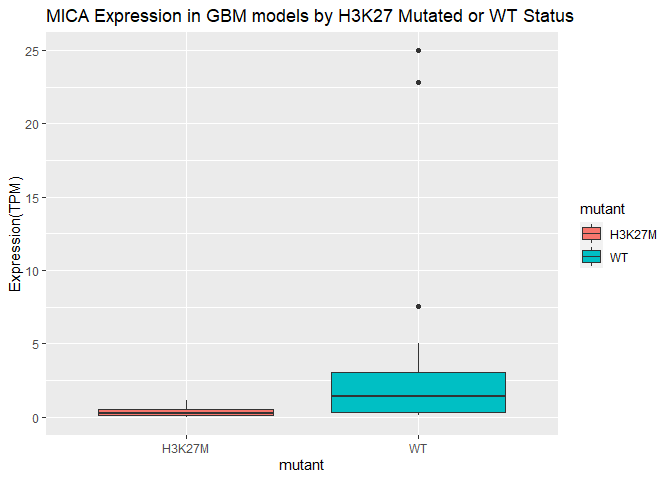 MICA Expression in GBM models by H3K27 Mutated or WT Status
25
20
15
10
5
0
Expression(TPM)
H3K27M
WT
mutant
mutant
H3K27M
WT